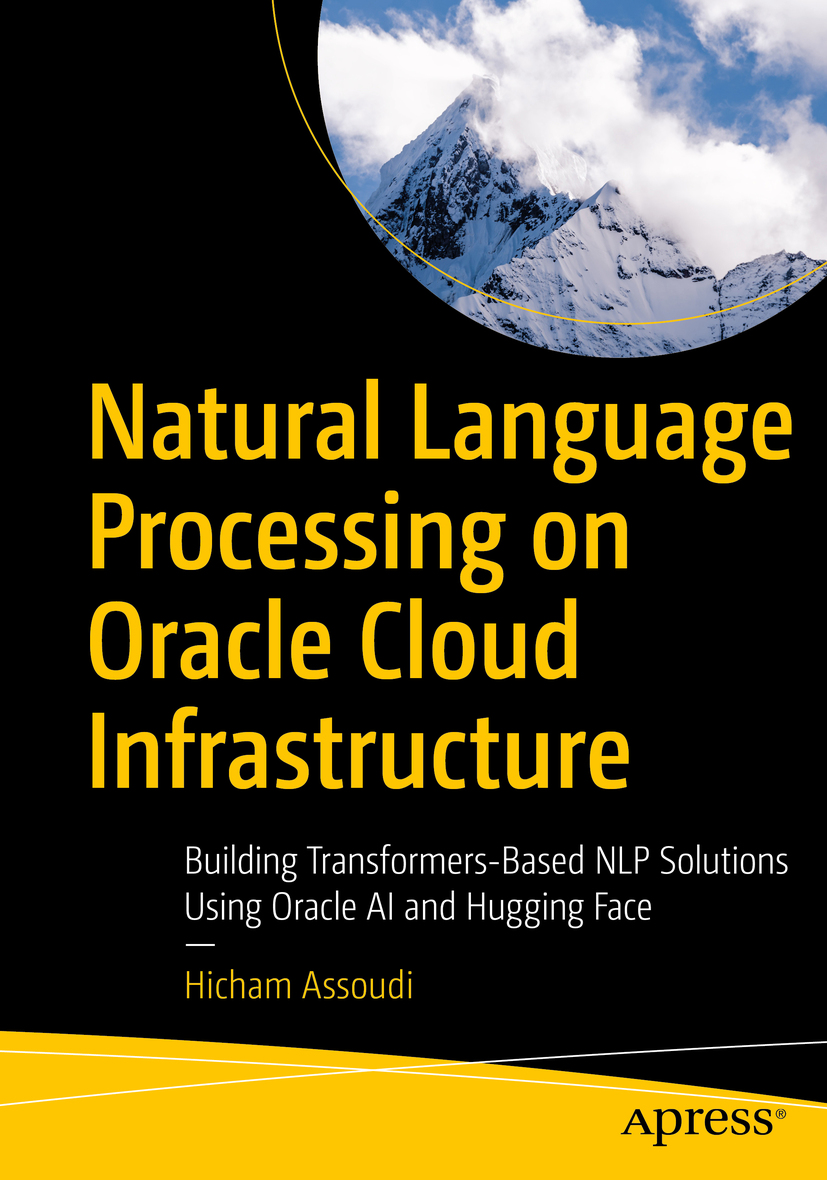 Natural Language
Processing on
Oracle Cloud
Infrastructure
Building Transformers-Based NLP Solutions
Using Oracle AI and Hugging Face
Hicham Assoudi
Apress®